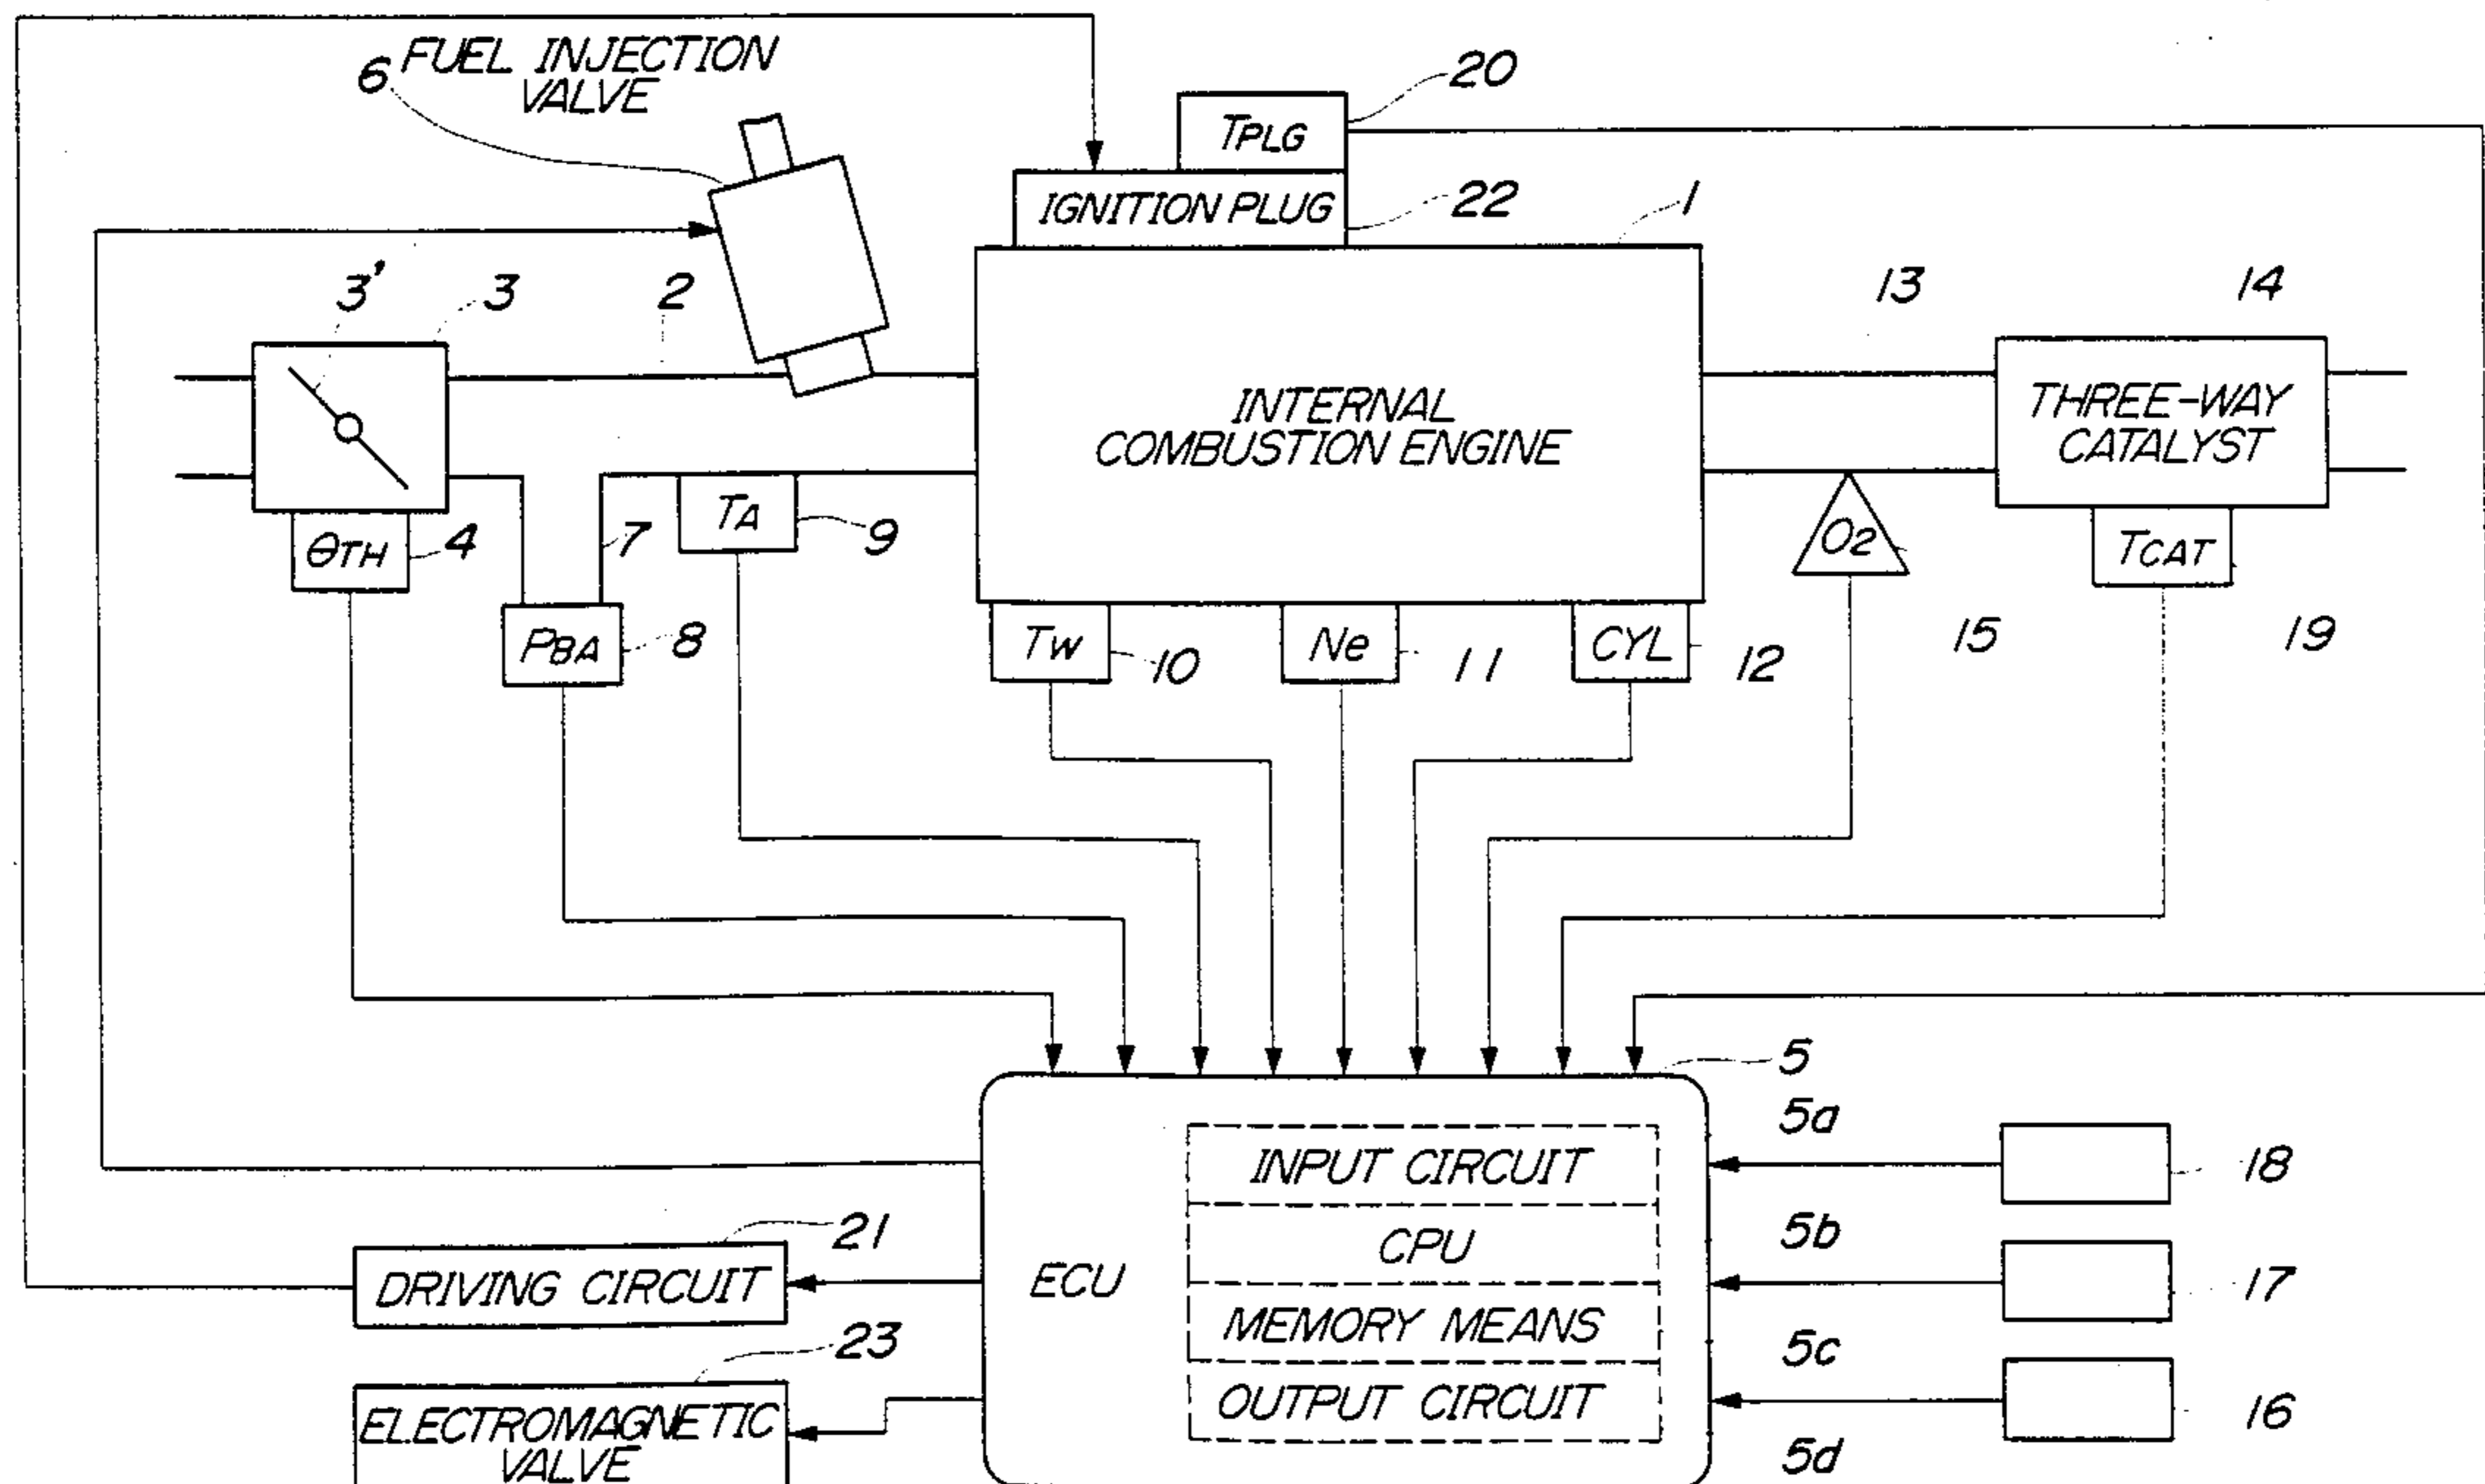 6 FUEL INJECTION
VALVE
20
TPLG
IGNITION PLUG
22
1
3'
3
2
13
14
INTERNAL
COMBUSTION ENGINE
THREE-WAY
CATALYST
θTH
4
7
TA
9
O2
TCAT
PBA
8
TW
10
Ne
11
CYL
12
15
19
5
5a
INPUT CIRCUIT
18
21
CPU
5b
DRIVING CIRCUIT
ECU
17
MEMORY MEANS
23
5c
ELECTROMAGNETIC
VALVE
OUTPUT CIRCUIT
16
5d